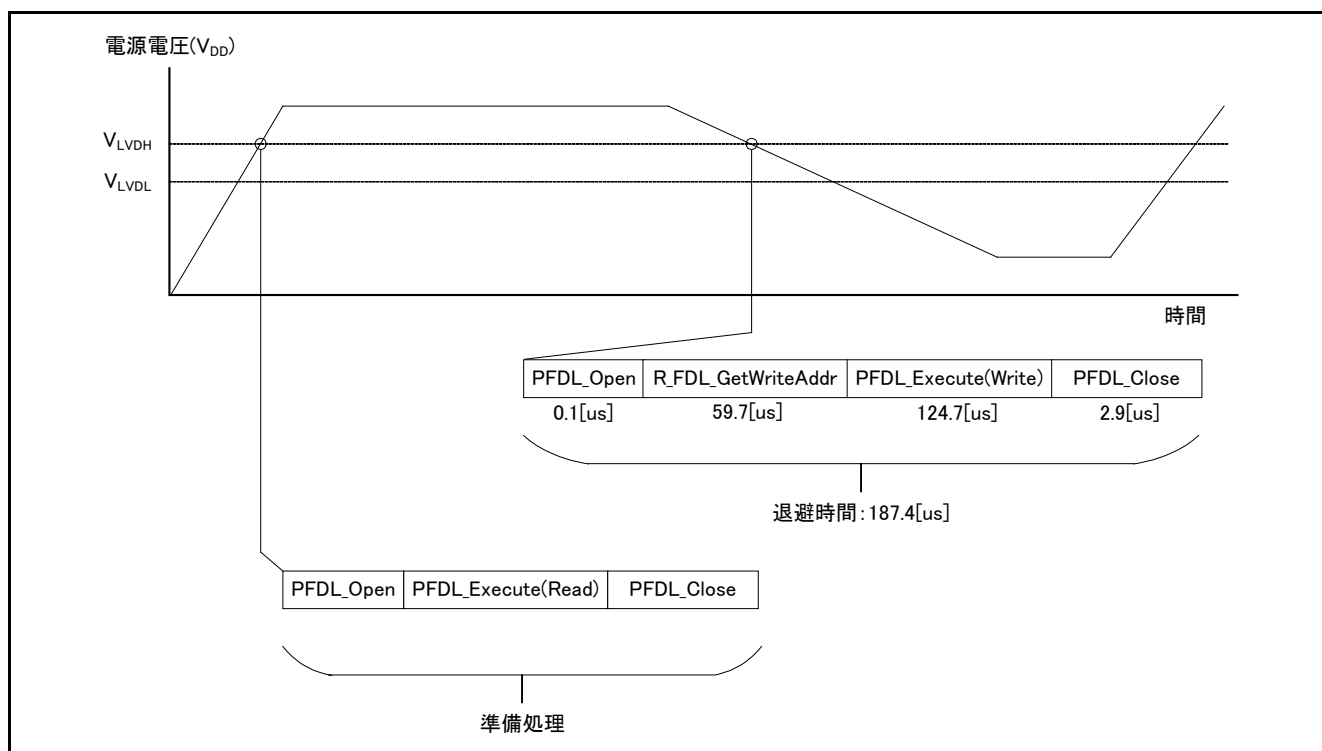 電源電圧(VDD)
VLVDH
VLVDL
時間
PFDL_Open R_FDL_GetWriteAddr PFDL_Execute(Write) PFDL_Close
0.1[us] 59.7[us] 124.7[us] 2.9[us]
退避時間:187.4[us]
PFDL_Open PFDL_Execute(Read) PFDL_Close
準備処理